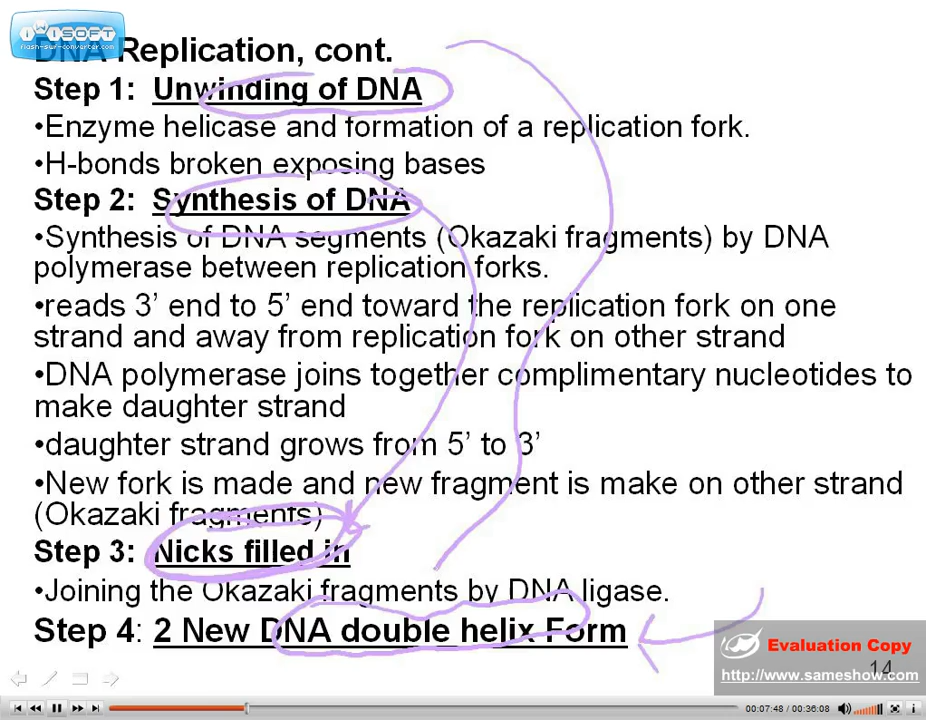 iWiSOFT
flash-swf-converter.com
DNA Replication, cont.
Step 1: Unwinding of DNA
•Enzyme helicase and formation of a replication fork.
•H-bonds broken exposing bases
Step 2: Synthesis of DNA
•Synthesis of DNA segments (Okazaki fragments) by DNA
polymerase between replication forks.
•reads 3’ end to 5’ end toward the replication fork on one
strand and away from replication fork on other strand
•DNA polymerase joins together complimentary nucleotides to
make daughter strand
•daughter strand grows from 5’ to 3’
•New fork is made and new fragment is make on other strand
(Okazaki fragments)
Step 3: Nicks filled in
•Joining the Okazaki fragments by DNA ligase.
Step 4: 2 New DNA double helix Form
Evaluation Copy
14
http://www.sameshow.com
00:07:48 / 00:36:08